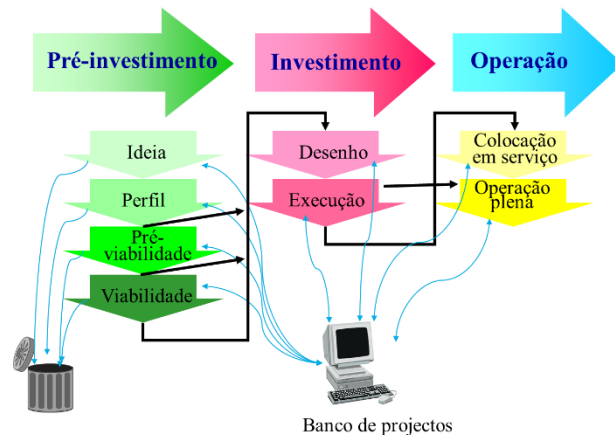 Pré-investimento
Investimento
Operação
Ideia
Perfil
Pré-
viabilidade
Viabilidade
Desenho
Execução
Colocação
em serviço
Operação
plena
Banco de projectos